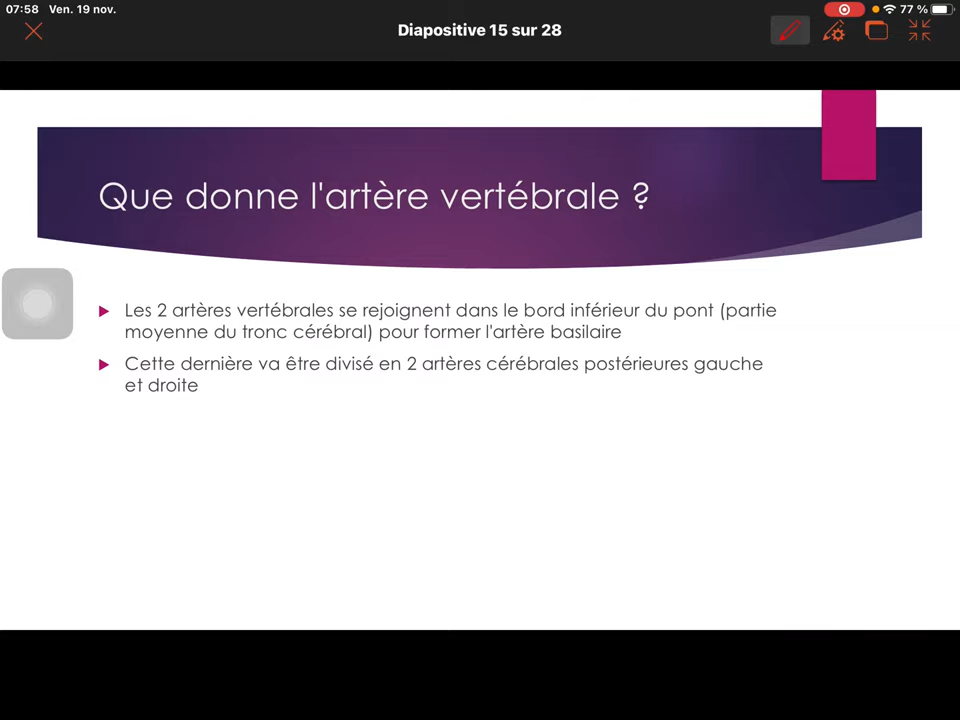 07:58 Ven. 19 nov.
77 %
Diapositive 15 sur 28
Que donne l'artère vertébrale ?
Les 2 artères vertébrales se rejoignent dans le bord inférieur du pont (partie
moyenne du tronc cérébral) pour former l'artère basilaire
Cette dernière va être divisé en 2 artères cérébrales postérieures gauche
et droite